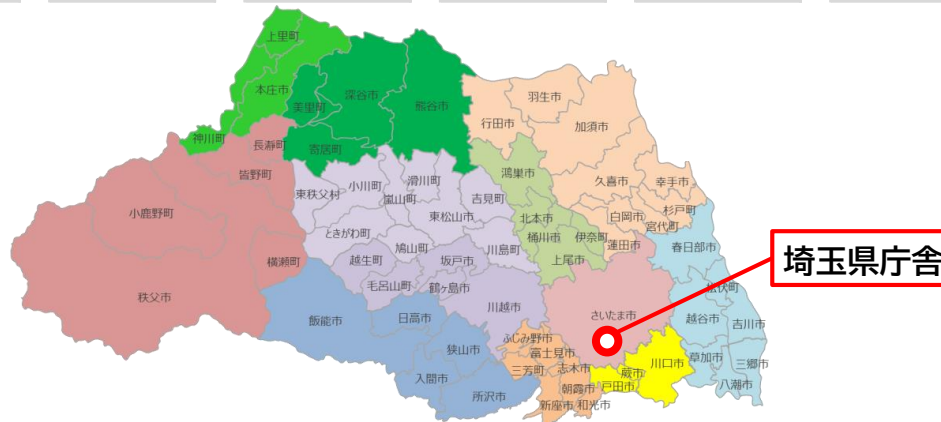 上里町
本庄市
神川町
美里町
深谷市
熊谷市
寄居町
長瀞町
皆野町
小鹿野町
秩父市
横瀬町
行田市
羽生市
加須市
鴻巣市
久喜市
幸手市
北本市
桶川市
伊奈町
上尾市
白岡市
杉戸町
宮代町
蓮田市
春日部市
松伏町
東秩父村
小川町
滑川町
嵐山町
吉見町
東松山市
ときがわ町
鳩山町
川島町
越生町
坂戸市
毛呂山町
鶴ヶ島市
川越市
飯能市
日高市
狭山市
入間市
所沢市
ふじみ野市
富士見市
三芳町
志木市
朝霞市
新座市
和光市
さいたま市
川口市
蕨市
戸田市
越谷市
吉川市
草加市
三郷市
八潮市
埼玉県庁舎